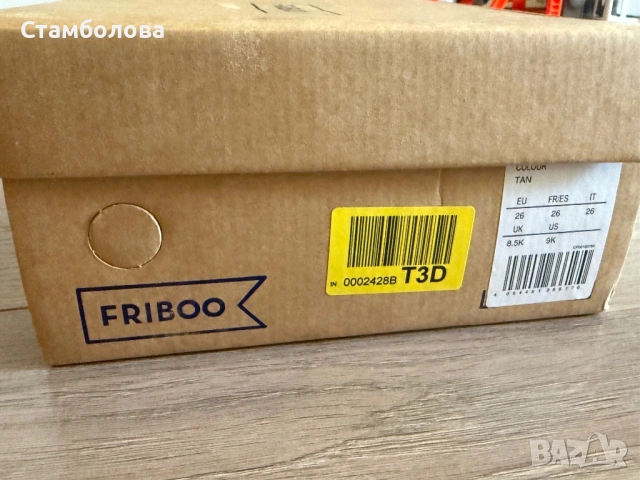 Стамболова
COLOUR
TAN
EU FR/ES IT
26 26 26
UK US
8.5K 9K
IN 0002428B T3D
FRIBOO
BAZAR